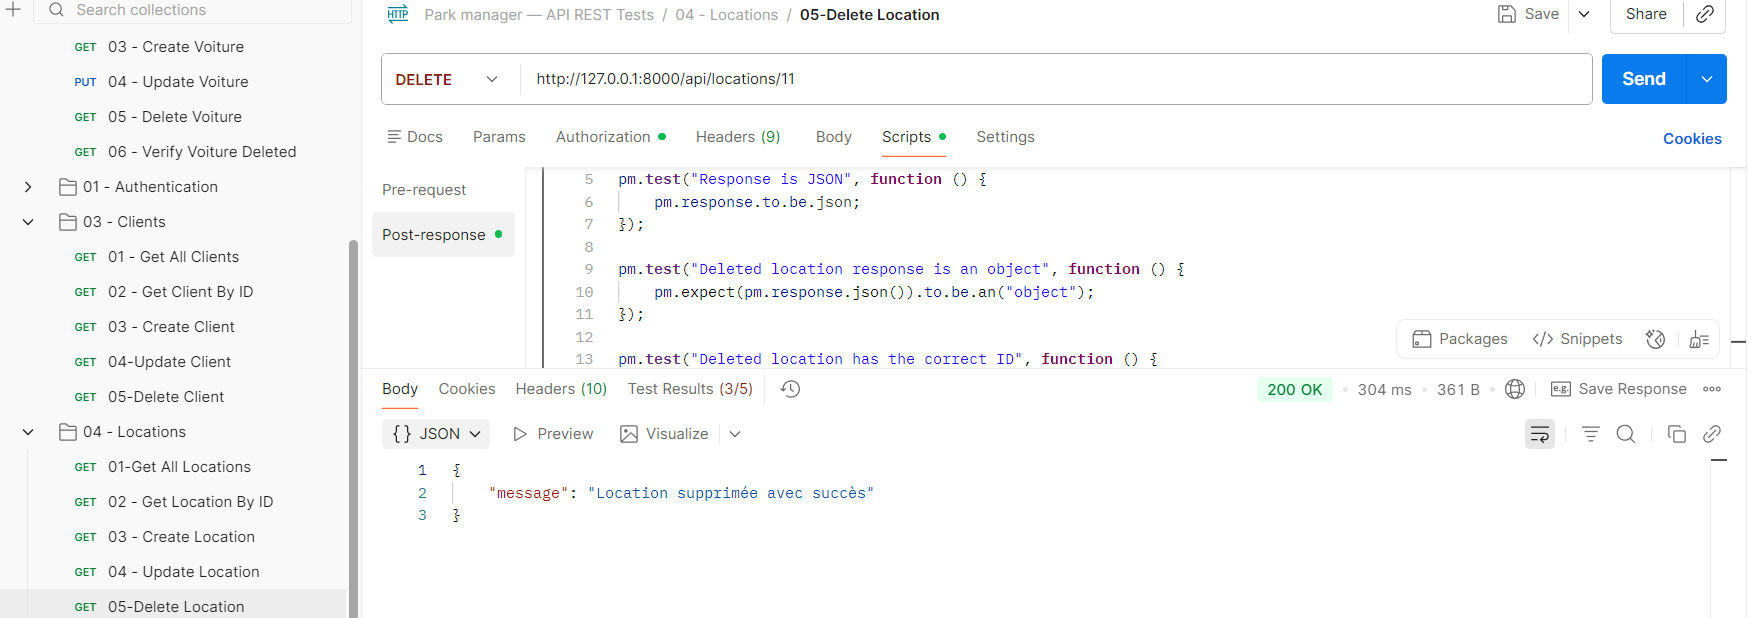 Search collections
GET 03 - Create Voiture
PUT 04 - Update Voiture
GET 05 - Delete Voiture
GET 06 - Verify Voiture Deleted
01 - Authentication
03 - Clients
GET 01 - Get All Clients
GET 02 - Get Client By ID
GET 03 - Create Client
GET 04-Update Client
GET 05-Delete Client
04 - Locations
GET 01-Get All Locations
GET 02 - Get Location By ID
GET 03 - Create Location
GET 04 - Update Location
GET 05-Delete Location
HTTP Park manager — API REST Tests / 04 - Locations / 05-Delete Location
Save
Share
DELETE http://127.0.0.1:8000/api/locations/11
Send
Docs Params Authorization Headers (9) Body Scripts Settings
Cookies
Pre-request
Post-response
5 pm.test("Response is JSON", function () {
6 pm.response.to.be.json;
7 });
8
9 pm.test("Deleted location response is an object", function () {
10 pm.expect(pm.response.json()).to.be.an("object");
11 });
12
13 pm.test("Deleted location has the correct ID", function () {
Packages </> Snippets
Body Cookies Headers (10) Test Results (3/5)
200 OK • 304 ms • 361 B
e.g. Save Response
{} JSON Preview Visualize
1 {
2 "message": "Location supprimée avec succès"
3 }